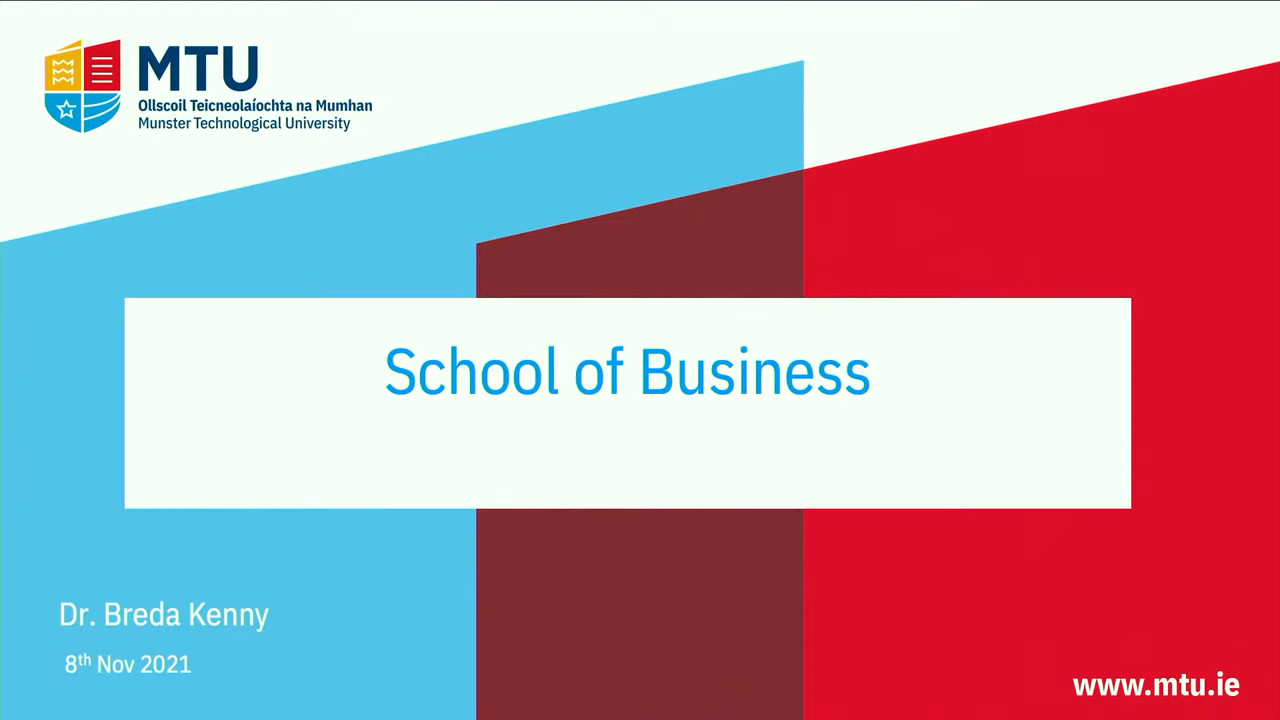 MTU
Ollscoil Teicneolaíochta na Mumhan
Munster Technological University
School of Business
Dr. Breda Kenny
8th Nov 2021
www.mtu.ie